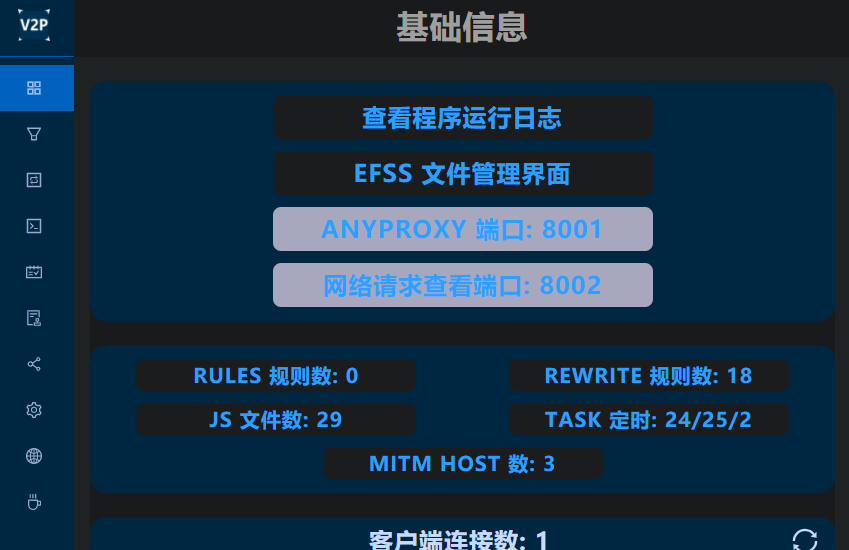 V2P
基础信息
查看程序运行日志
EFSS 文件管理界面
ANYPROXY 端口: 8001
网络请求查看端口: 8002
RULES 规则数: 0
REWRITE 规则数: 18
JS 文件数: 29
TASK 定时: 24/25/2
MITM HOST 数: 3
客户端连接数: 1